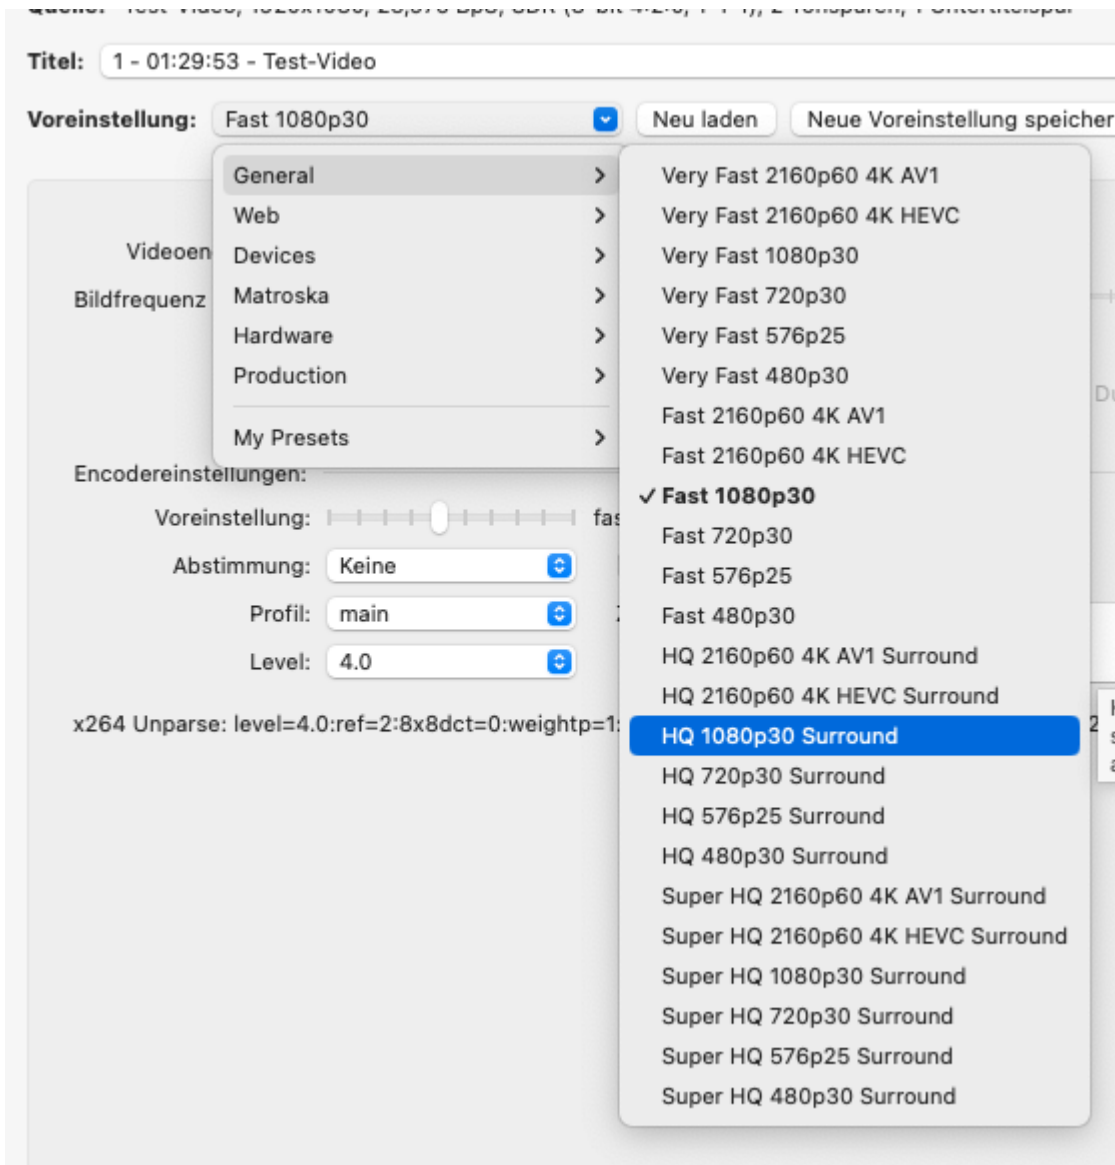 Titel: 1 - 01:29:53 - Test-Video
Voreinstellung: Fast 1080p30 Neu laden Neue Voreinstellung speicher
General
Web
Devices
Matroska
Hardware
Production
My Presets
Very Fast 2160p60 4K AV1
Very Fast 2160p60 4K HEVC
Very Fast 1080p30
Very Fast 720p30
Very Fast 576p25
Very Fast 480p30
Fast 2160p60 4K AV1
Fast 2160p60 4K HEVC
✓ Fast 1080p30
Fast 720p30
Fast 576p25
Fast 480p30
HQ 2160p60 4K AV1 Surround
HQ 2160p60 4K HEVC Surround
HQ 1080p30 Surround
HQ 720p30 Surround
HQ 576p25 Surround
HQ 480p30 Surround
Super HQ 2160p60 4K AV1 Surround
Super HQ 2160p60 4K HEVC Surround
Super HQ 1080p30 Surround
Super HQ 720p30 Surround
Super HQ 576p25 Surround
Super HQ 480p30 Surround
Videoen
Bildfrequenz
Du
Encodereinstellungen:
Voreinstellung: fas
Abstimmung: Keine
Profil: main
Level: 4.0
x264 Unparse: level=4.0:ref=2:8x8dct=0:weightp=1: